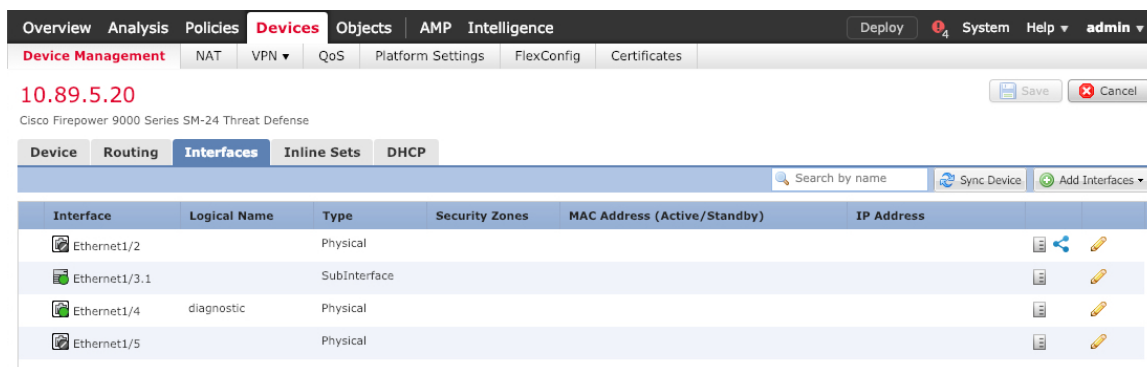 Overview Analysis Policies Devices Objects AMP Intelligence Deploy 4 System Help admin
Device Management NAT VPN QoS Platform Settings FlexConfig Certificates
10.89.5.20 Save Cancel
Cisco Firepower 9000 Series SM-24 Threat Defense
Device Routing Interfaces Inline Sets DHCP
Search by name Sync Device Add Interfaces
Interface Logical Name Type Security Zones MAC Address (Active/Standby) IP Address
Ethernet1/2 Physical
Ethernet1/3.1 SubInterface
Ethernet1/4 diagnostic Physical
Ethernet1/5 Physical